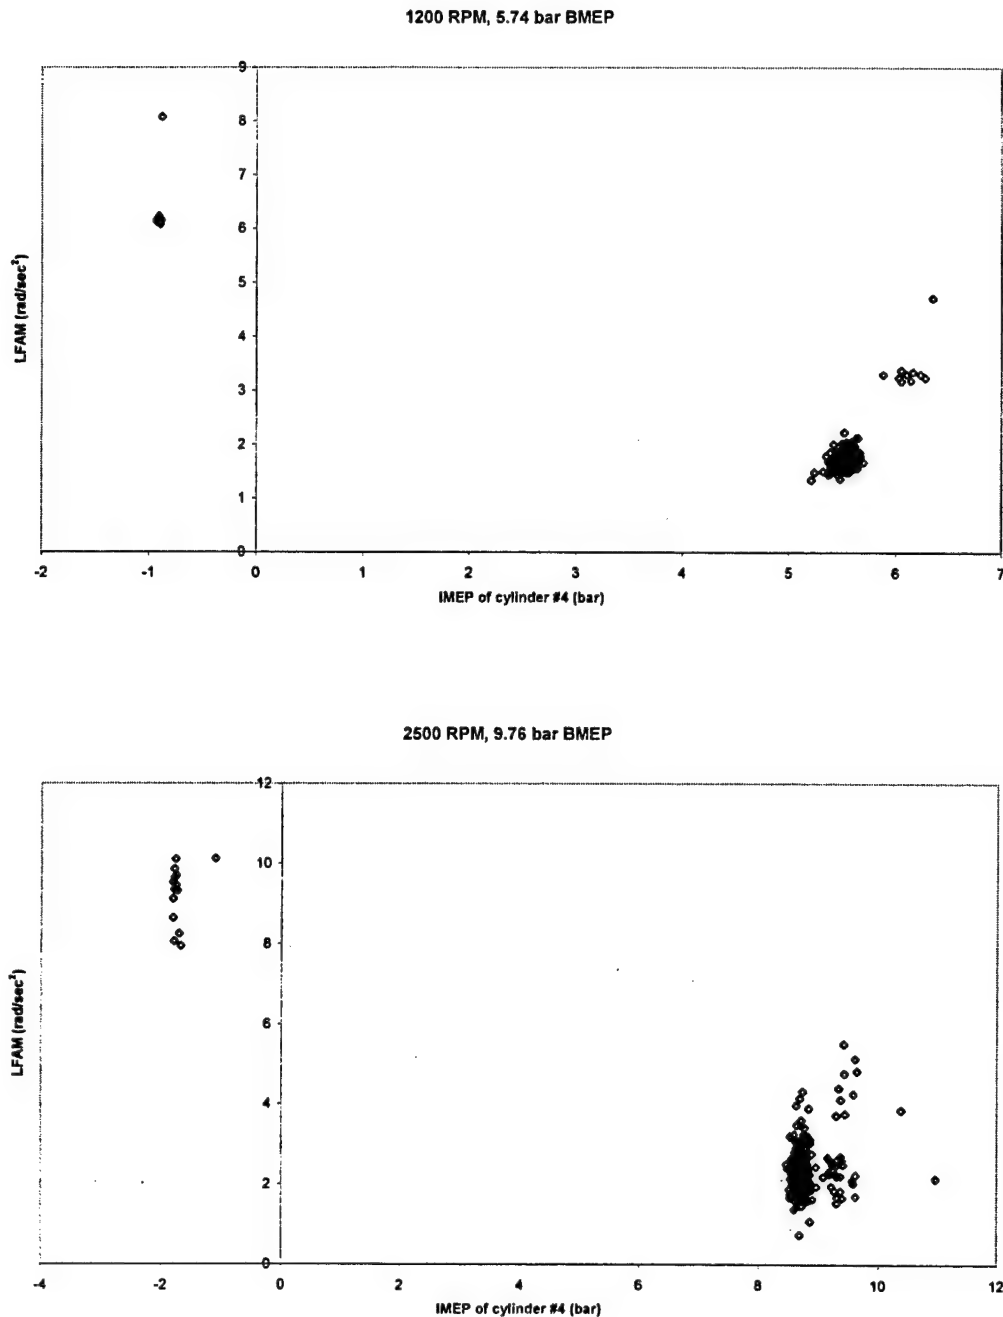 1200 RPM, 5.74 bar BMEP
9
8
7
6
5
4
3
2
1
0
LFAM (rad/sec²)
-2 -1 0 1 2 3 4 5 6 7
IMEP of cylinder #4 (bar)
2500 RPM, 9.76 bar BMEP
12
10
8
6
4
2
0
LFAM (rad/sec²)
-4 -2 0 2 4 6 8 10 12
IMEP of cylinder #4 (bar)